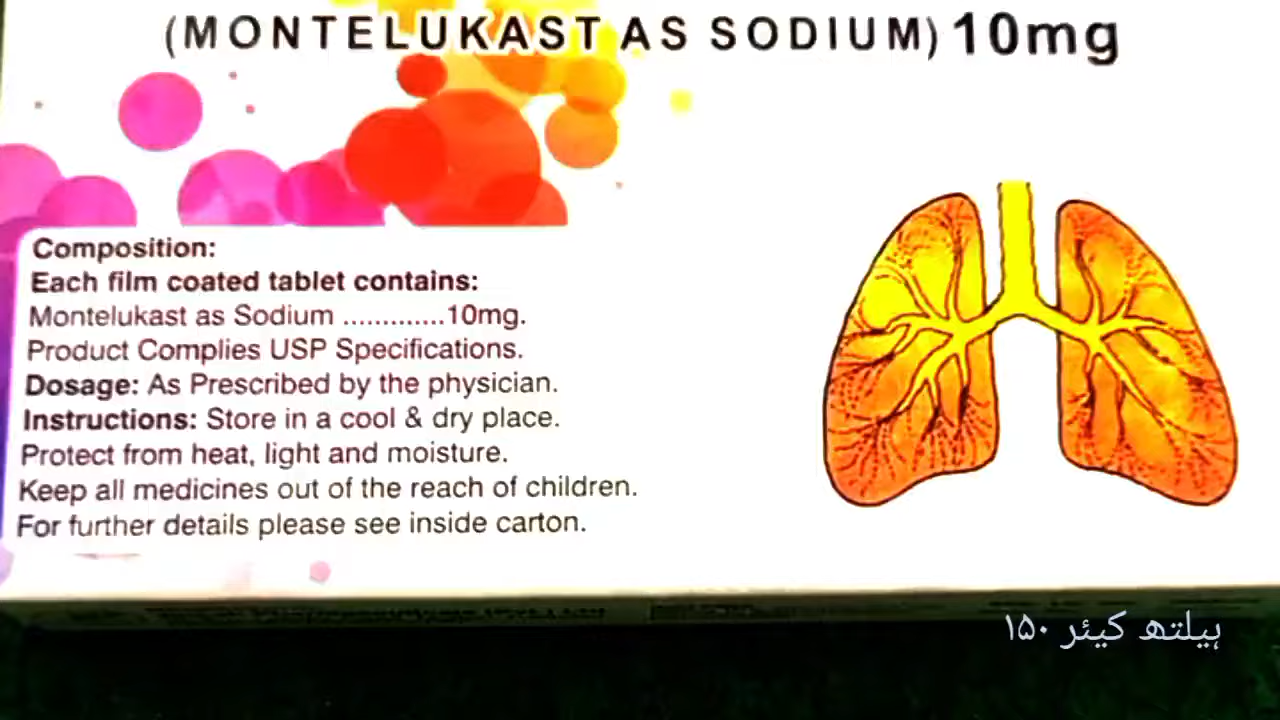 (MONTELUKAST AS SODIUM) 10mg
Composition:
Each film coated tablet contains:
Montelukast as Sodium .............10mg.
Product Complies USP Specifications.
Dosage: As Prescribed by the physician.
Instructions: Store in a cool & dry place.
Protect from heat, light and moisture.
Keep all medicines out of the reach of children.
For further details please see inside carton.
ہیلتھ کیئر ۱۵۰